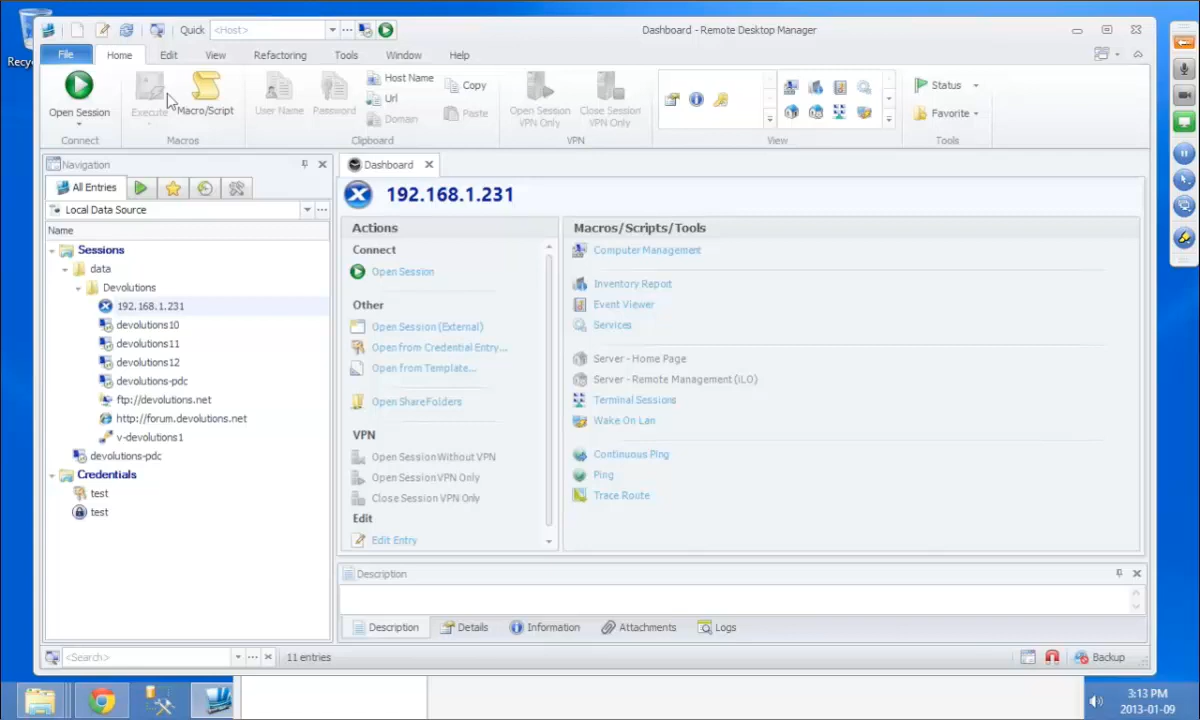 Recy
Quick <Host>
Dashboard - Remote Desktop Manager
File Home Edit View Refactoring Tools Window Help
Open Session
Connect
Execute
Macro/Script
Macros
User Name
Password
Host Name
Url
Domain
Copy
Paste
Clipboard
Open Session
VPN Only
Close Session
VPN Only
VPN
View
Status
Favorite
Tools
Navigation
All Entries
Local Data Source
Name
Sessions
data
Devolutions
192.168.1.231
devolutions10
devolutions11
devolutions12
devolutions-pdc
ftp://devolutions.net
http://forum.devolutions.net
v-devolutions1
devolutions-pdc
Credentials
test
test
<Search>
11 entries
Dashboard
192.168.1.231
Actions
Connect
Open Session
Other
Open Session (External)
Open from Credential Entry...
Open from Template...
Open Share Folders
VPN
Open Session Without VPN
Open Session VPN Only
Close Session VPN Only
Edit
Edit Entry
Macros/Scripts/Tools
Computer Management
Inventory Report
Event Viewer
Services
Server - Home Page
Server - Remote Management (iLO)
Terminal Sessions
Wake On Lan
Continuous Ping
Ping
Trace Route
Description
Description Details Information Attachments Logs
Backup
3:13 PM
2013-01-09